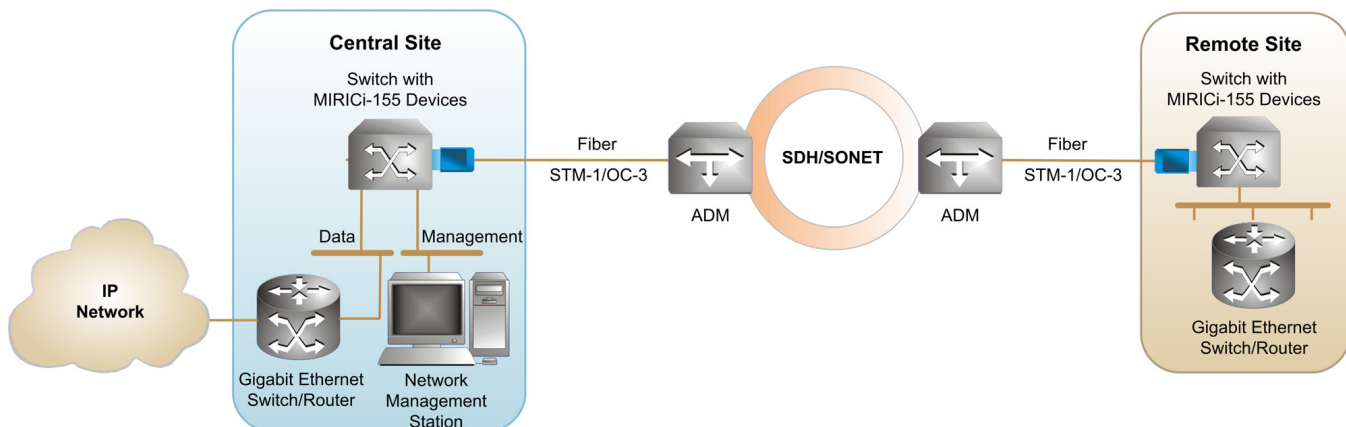 Central Site
Switch with
MIRICi-155 Devices
Data
Management
IP
Network
Gigabit Ethernet
Switch/Router
Network
Management
Station
Fiber
STM-1/OC-3
ADM
SDH/SONET
ADM
Fiber
STM-1/OC-3
Remote Site
Switch with
MIRICi-155 Devices
Gigabit Ethernet
Switch/Router